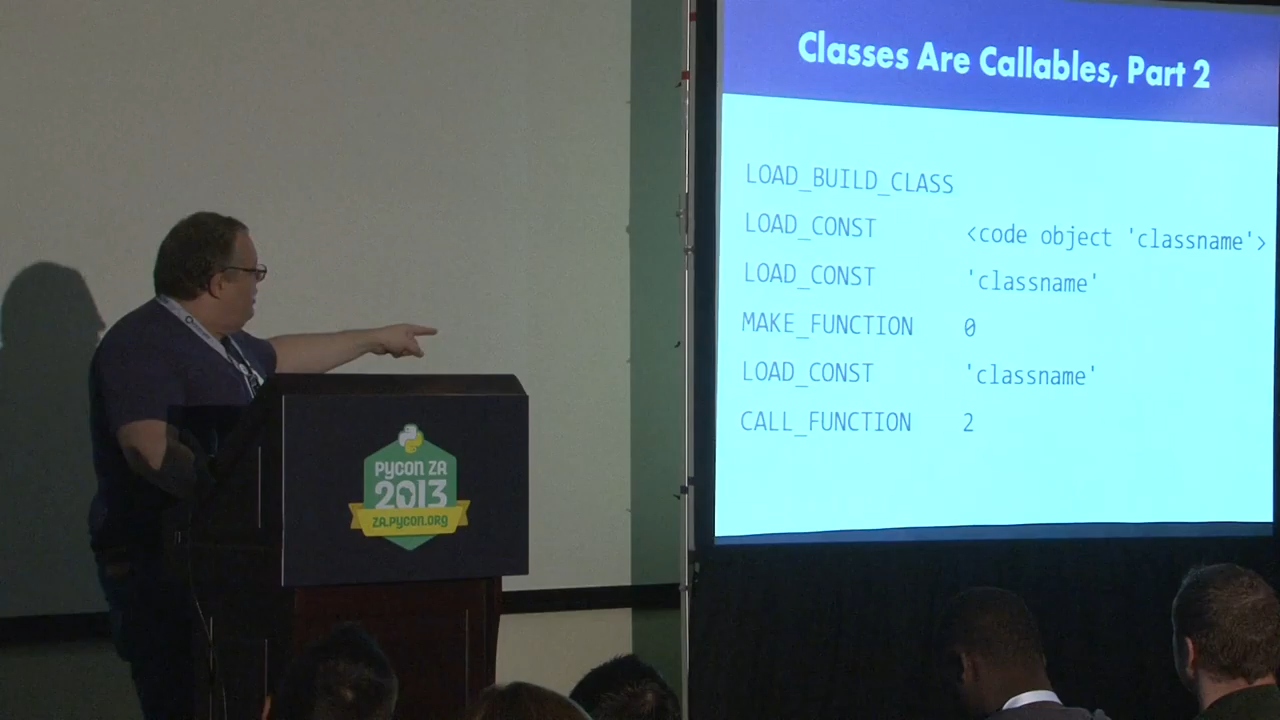 Classes Are Callables, Part 2
LOAD_BUILD_CLASS
LOAD_CONST <code object 'classname'>
LOAD_CONST 'classname'
MAKE_FUNCTION 0
LOAD_CONST 'classname'
CALL_FUNCTION 2
PYCON ZA
2013
ZA.PYCON.ORG